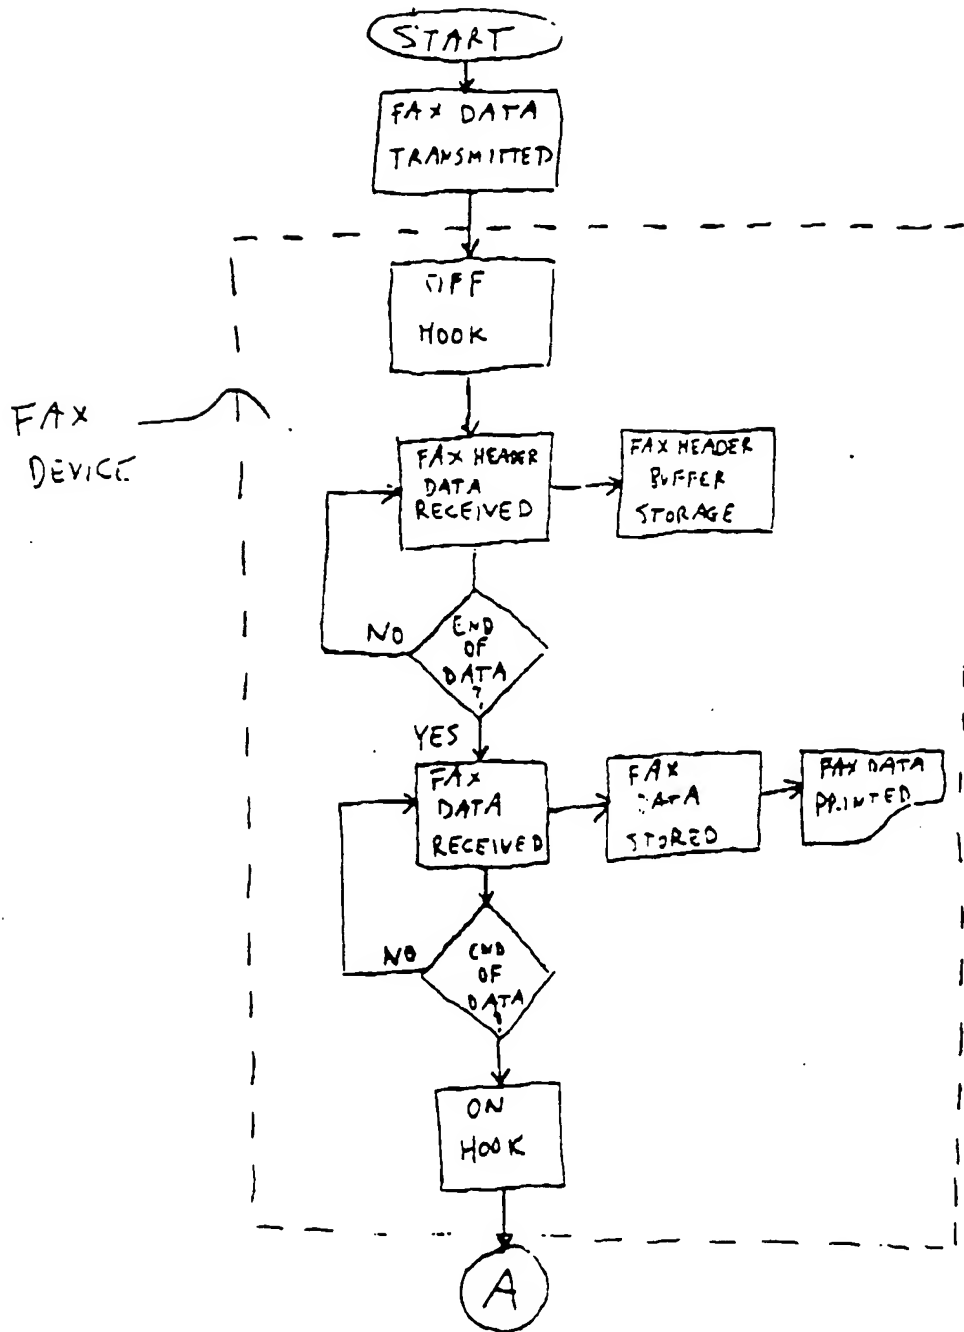 START
FAX DATA
TRANSMITTED
OFF
HOOK
FAX
DEVICE
FAX HEADER
DATA
RECEIVED
FAX HEADER
BUFFER
STORAGE
NO
END
OF
DATA
?
YES
FAX
DATA
RECEIVED
FAX
DATA
STORED
FAX DATA
PRINTED
NO
END
OF
DATA
?
ON
HOOK
A